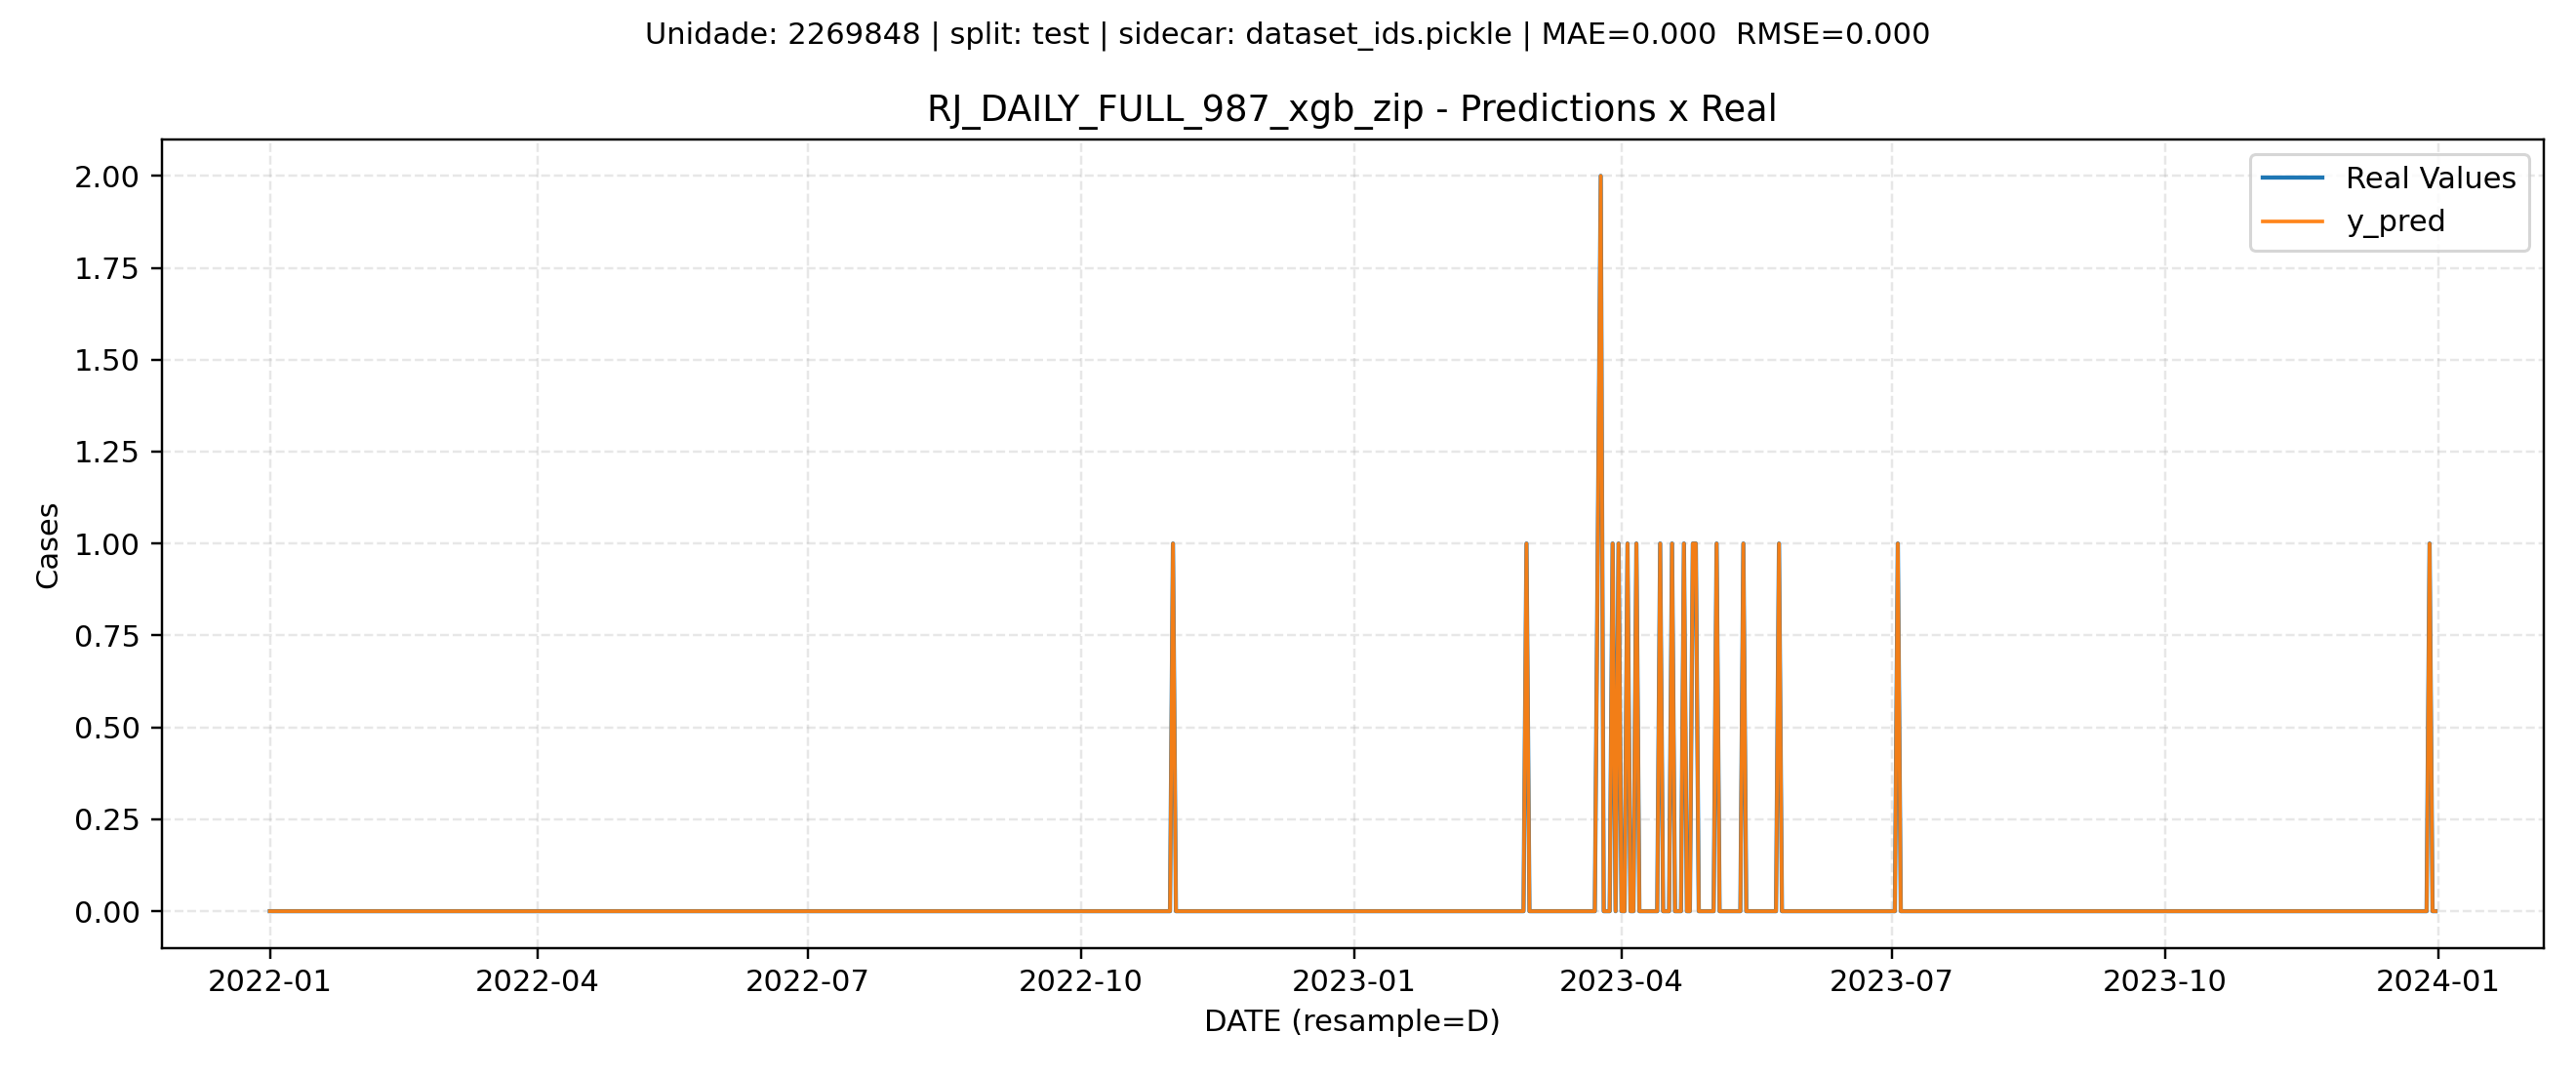 Unidade: 2269848 | split: test | sidecar: dataset_ids.pickle | MAE=0.000  RMSE=0.000
RJ_DAILY_FULL_987_xgb_zip - Predictions x Real
Real Values
y_pred
Cases
2.00
1.75
1.50
1.25
1.00
0.75
0.50
0.25
0.00
2022-01 2022-04 2022-07 2022-10 2023-01 2023-04 2023-07 2023-10 2024-01
DATE (resample=D)